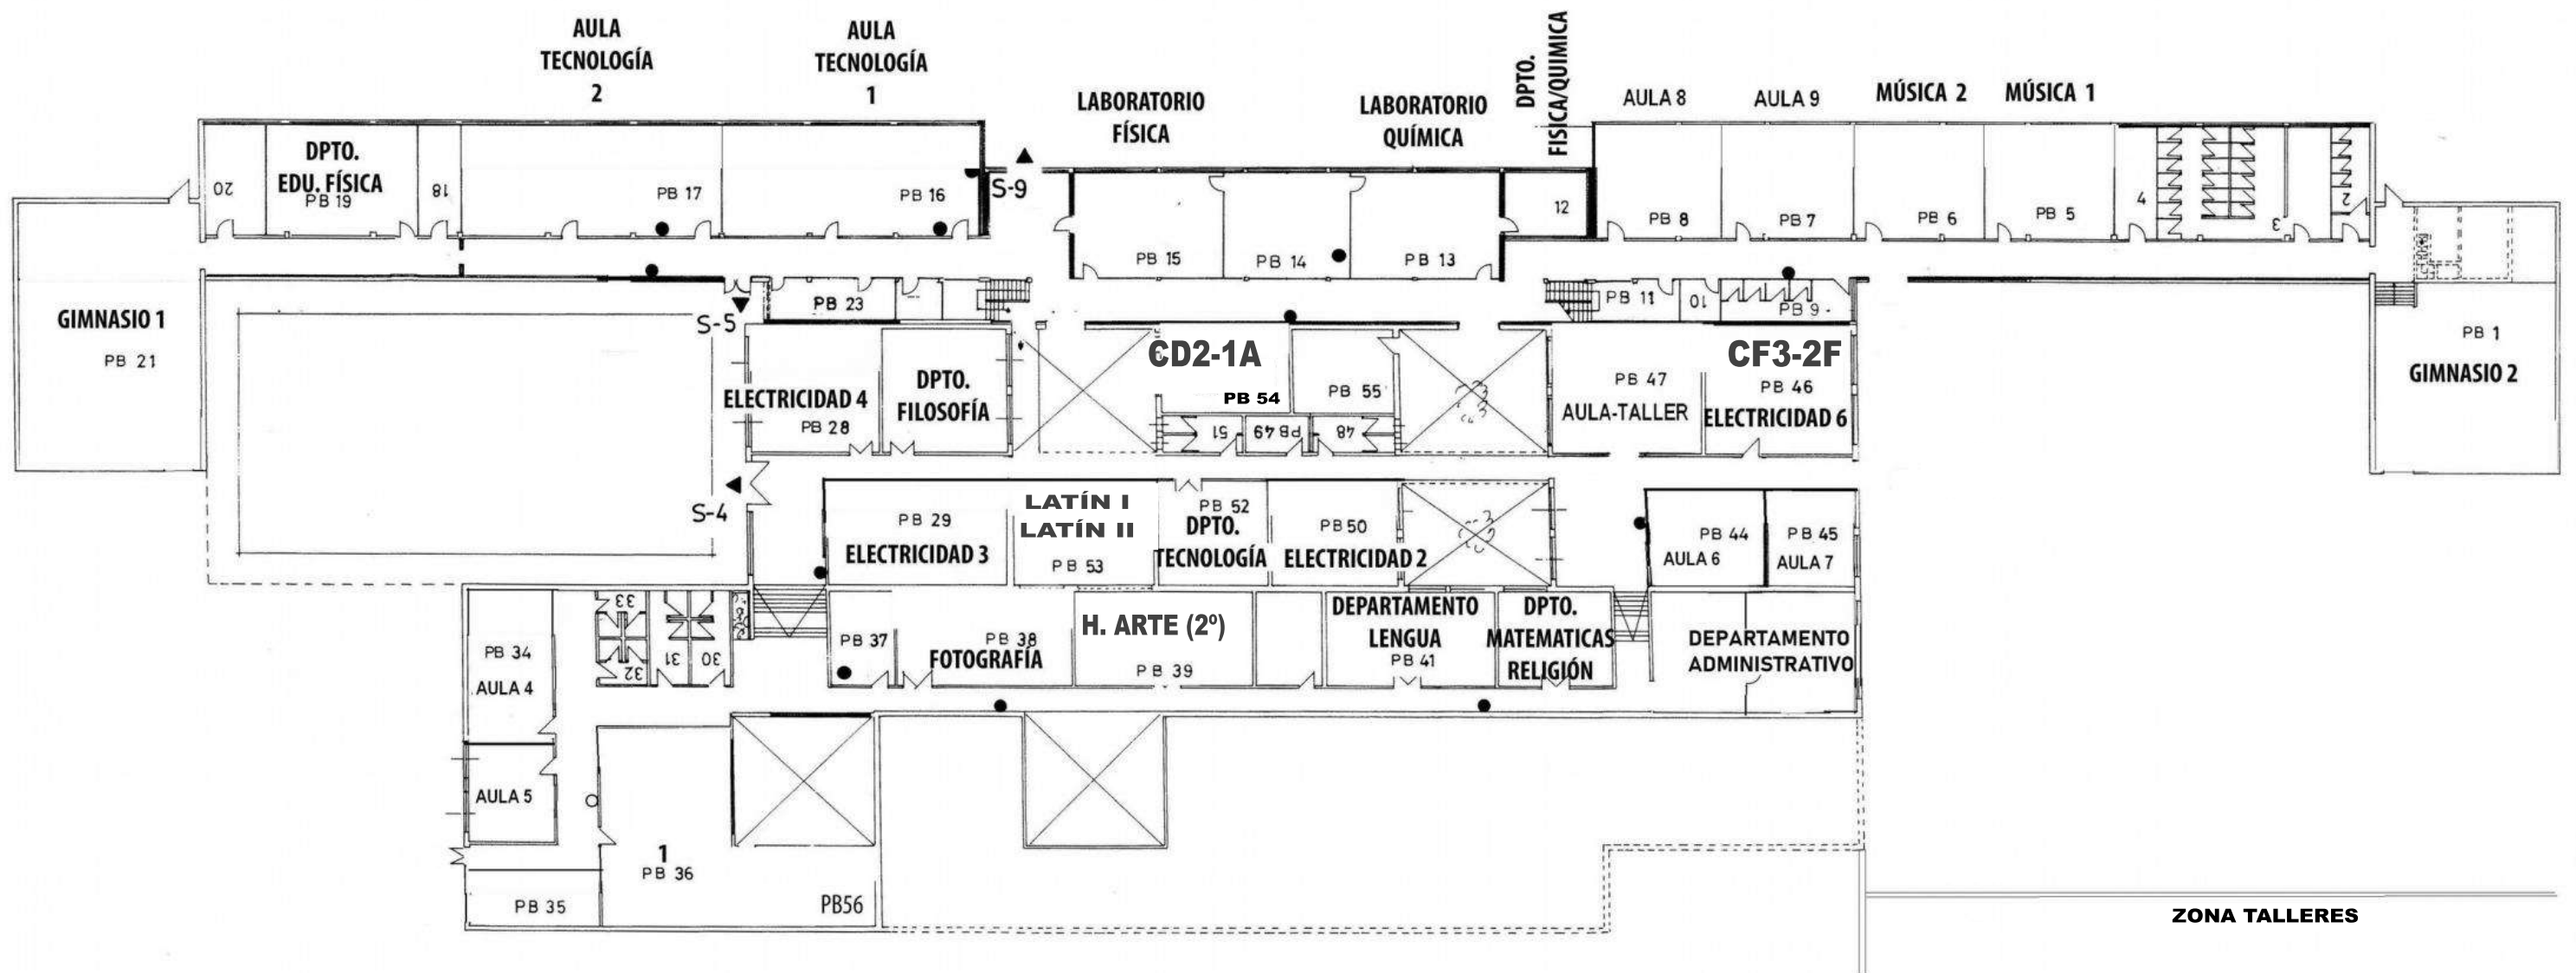 AULA
TECNOLOGÍA
2
AULA
TECNOLOGÍA
1
LABORATORIO
FÍSICA
LABORATORIO
QUÍMICA
DPTO.
FISICA/QUIMICA
AULA 8
AULA 9
MÚSICA 2
MÚSICA 1
20
DPTO.
EDU. FÍSICA
PB 19
18
PB 17
PB 16
S-9
PB 15
PB 14
PB 13
12
PB 8
PB 7
PB 6
PB 5
4
3
2
GIMNASIO 1
PB 21
S-5
PB 23
PB 11
10
PB 9
PB 1
GIMNASIO 2
ELECTRICIDAD 4
PB 28
DPTO.
FILOSOFÍA
CD2-1A
PB 54
PB 55
51
PB 49
48
PB 47
AULA-TALLER
CF3-2F
PB 46
ELECTRICIDAD 6
S-4
PB 29
ELECTRICIDAD 3
LATÍN I
LATÍN II
PB 53
PB 52
DPTO.
TECNOLOGÍA
PB 50
ELECTRICIDAD 2
PB 44
AULA 6
PB 45
AULA 7
PB 34
AULA 4
33
32
31
30
PB 37
PB 38
FOTOGRAFÍA
H. ARTE (2º)
PB 39
DEPARTAMENTO
LENGUA
PB 41
DPTO.
MATEMATICAS
RELIGIÓN
DEPARTAMENTO
ADMINISTRATIVO
AULA 5
1
PB 36
PB 35
PB56
ZONA TALLERES